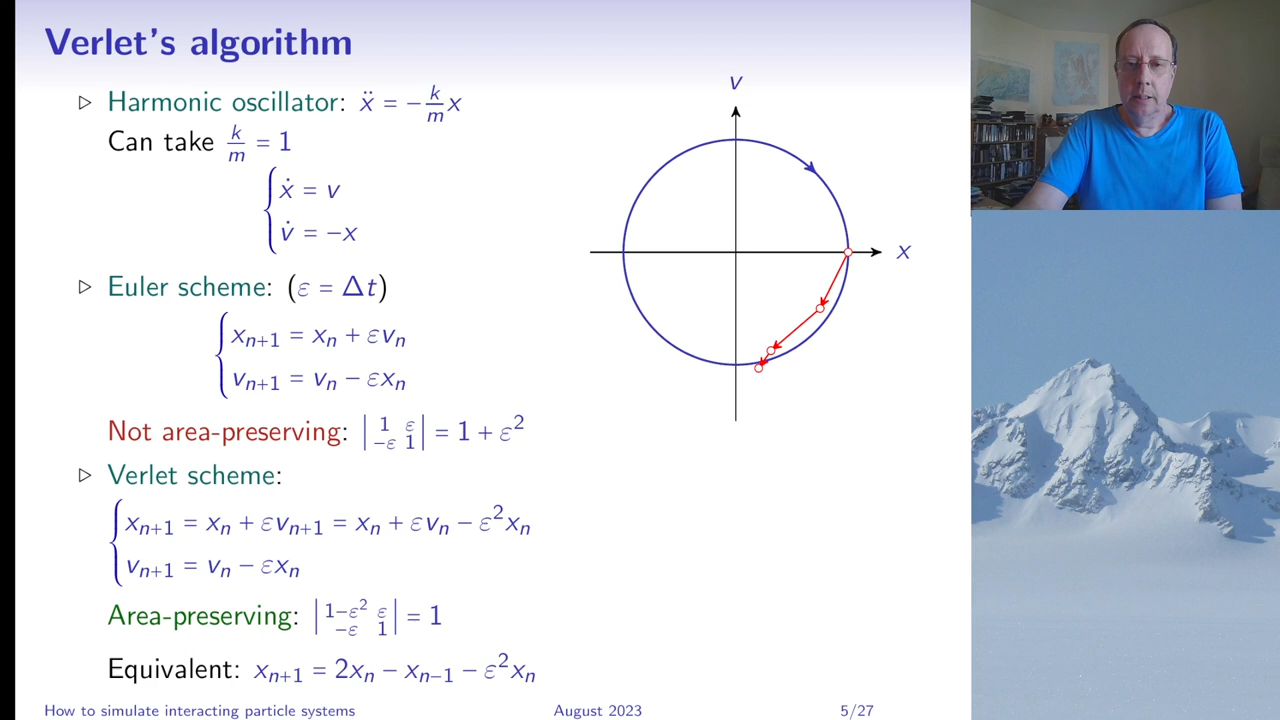 Verlet's algorithm
▷ Harmonic oscillator: ẍ = −k/m x
Can take k/m = 1
{ ẋ = v
v̇ = −x
▷ Euler scheme: (ε = Δt)
{ xₙ₊₁ = xₙ + εvₙ
vₙ₊₁ = vₙ − εxₙ
Not area-preserving: | 1 ε ; −ε 1 | = 1 + ε²
▷ Verlet scheme:
{ xₙ₊₁ = xₙ + εvₙ₊₁ = xₙ + εvₙ − ε²xₙ
vₙ₊₁ = vₙ − εxₙ
Area-preserving: | 1−ε² ε ; −ε 1 | = 1
Equivalent: xₙ₊₁ = 2xₙ − xₙ₋₁ − ε²xₙ
v
x
How to simulate interacting particle systems
August 2023
5/27